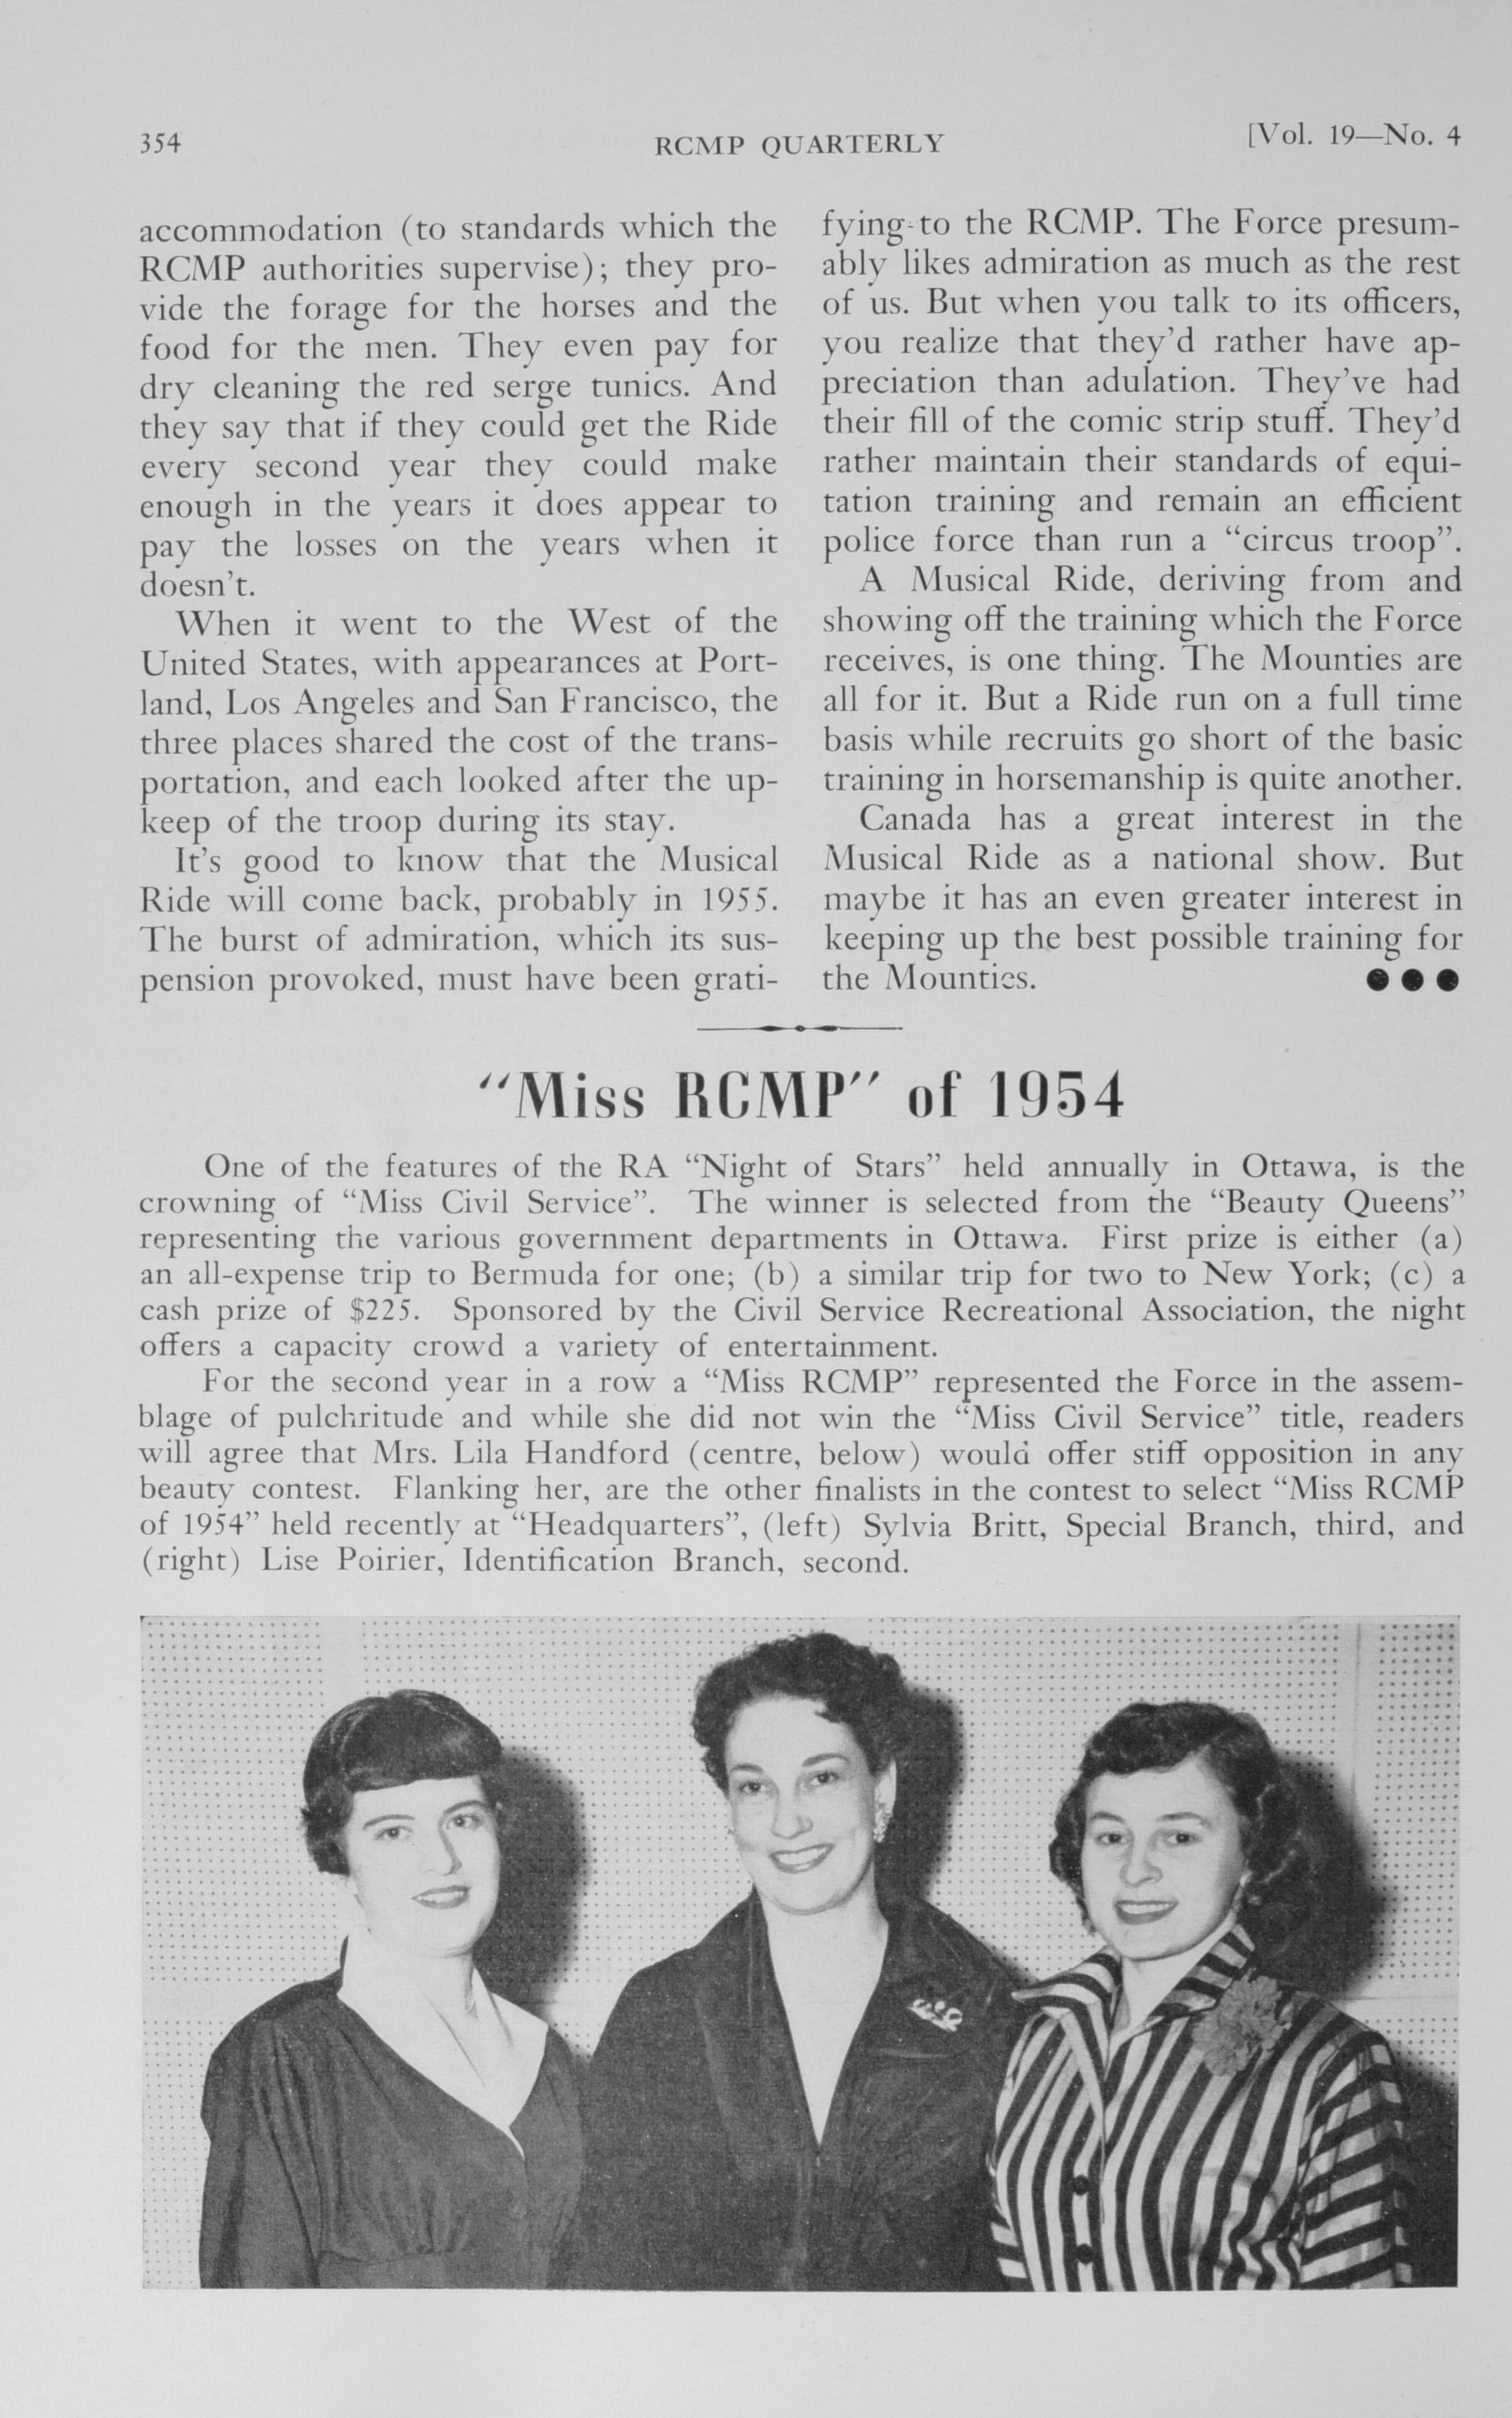 354
RCMP QUARTERLY
[Vol. 19—No. 4
accommodation (to standards which the
RCMP authorities supervise); they pro-
vide the forage for the horses and the
food for the men. They even pay for
dry cleaning the red serge tunics. And
they say that if they could get the Ride
every second year they could make
enough in the years it does appear to
pay the losses on the years when it
doesn't.
When it went to the West of the
United States, with appearances at Port-
land, Los Angeles and San Francisco, the
three places shared the cost of the trans-
portation, and each looked after the up-
keep of the troop during its stay.
It's good to know that the Musical
Ride will come back, probably in 1955.
The burst of admiration, which its sus-
pension provoked, must have been grati-
fying to the RCMP. The Force presum-
ably likes admiration as much as the rest
of us. But when you talk to its officers,
you realize that they'd rather have ap-
preciation than adulation. They've had
their fill of the comic strip stuff. They'd
rather maintain their standards of equi-
tation training and remain an efficient
police force than run a "circus troop".
A Musical Ride, deriving from and
showing off the training which the Force
receives, is one thing. The Mounties are
all for it. But a Ride run on a full time
basis while recruits go short of the basic
training in horsemanship is quite another.
Canada has a great interest in the
Musical Ride as a national show. But
maybe it has an even greater interest in
keeping up the best possible training for
the Mounties. ●●●
"Miss RCMP" of 1954
One of the features of the RA "Night of Stars" held annually in Ottawa, is the
crowning of "Miss Civil Service". The winner is selected from the "Beauty Queens"
representing the various government departments in Ottawa. First prize is either (a)
an all-expense trip to Bermuda for one; (b) a similar trip for two to New York; (c) a
cash prize of $225. Sponsored by the Civil Service Recreational Association, the night
offers a capacity crowd a variety of entertainment.
For the second year in a row a "Miss RCMP" represented the Force in the assem-
blage of pulchritude and while she did not win the "Miss Civil Service" title, readers
will agree that Mrs. Lila Handford (centre, below) would offer stiff opposition in any
beauty contest. Flanking her, are the other finalists in the contest to select "Miss RCMP
of 1954" held recently at "Headquarters", (left) Sylvia Britt, Special Branch, third, and
(right) Lise Poirier, Identification Branch, second.